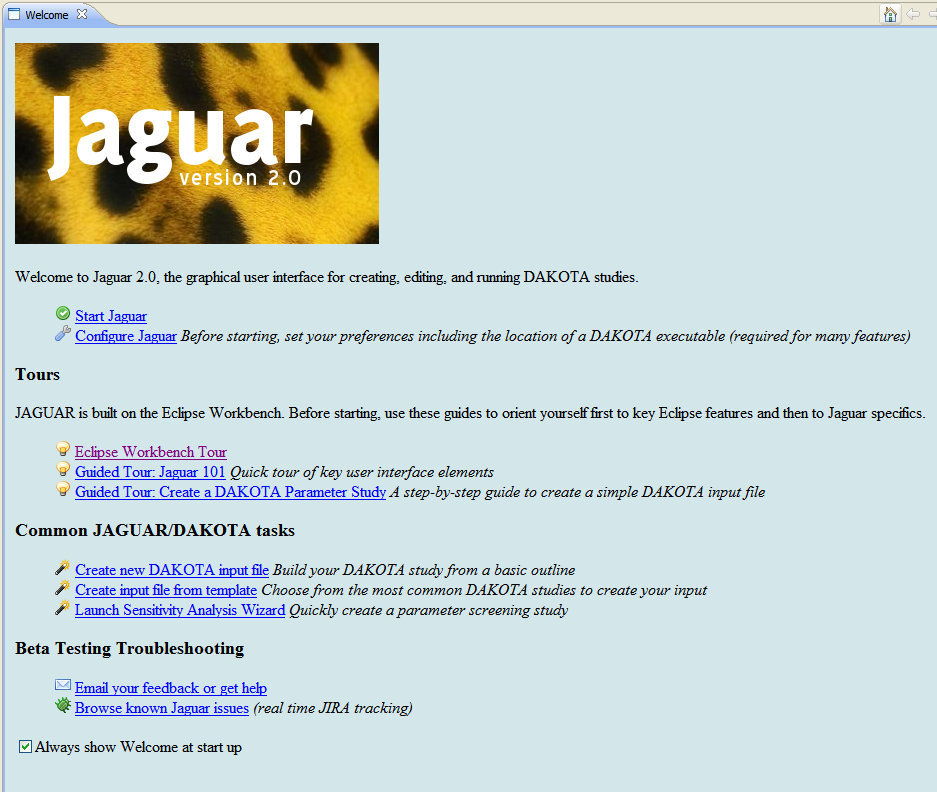 Welcome
Jaguar
version 2.0
Welcome to Jaguar 2.0, the graphical user interface for creating, editing, and running DAKOTA studies.
Start Jaguar
Configure Jaguar Before starting, set your preferences including the location of a DAKOTA executable (required for many features)
Tours
JAGUAR is built on the Eclipse Workbench. Before starting, use these guides to orient yourself first to key Eclipse features and then to Jaguar specifics.
Eclipse Workbench Tour
Guided Tour: Jaguar 101 Quick tour of key user interface elements
Guided Tour: Create a DAKOTA Parameter Study A step-by-step guide to create a simple DAKOTA input file
Common JAGUAR/DAKOTA tasks
Create new DAKOTA input file Build your DAKOTA study from a basic outline
Create input file from template Choose from the most common DAKOTA studies to create your input
Launch Sensitivity Analysis Wizard Quickly create a parameter screening study
Beta Testing Troubleshooting
Email your feedback or get help
Browse known Jaguar issues (real time JIRA tracking)
Always show Welcome at start up